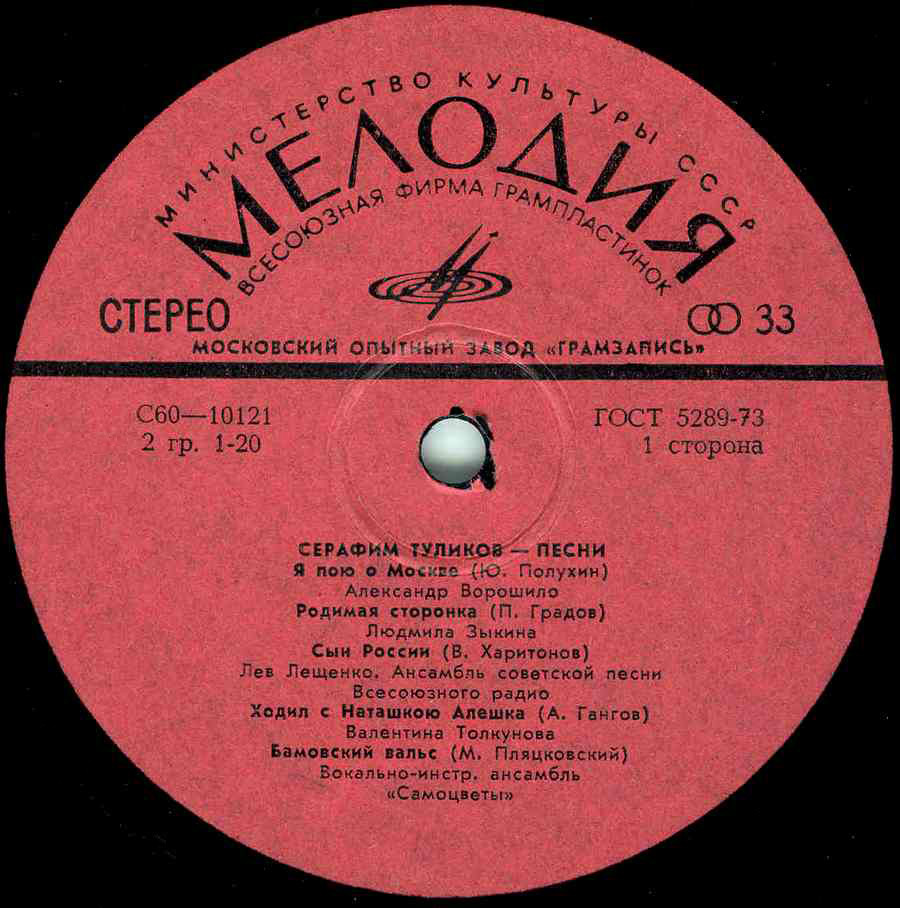 МИНИСТЕРСТВО КУЛЬТУРЫ СССР
МЕЛОДИЯ
ВСЕСОЮЗНАЯ ФИРМА ГРАМПЛАСТИНОК
СТЕРЕО
33
МОСКОВСКИЙ ОПЫТНЫЙ ЗАВОД «ГРАМЗАПИСЬ»
С60—10121
ГОСТ 5289-73
2 гр. 1-20
1 сторона
СЕРАФИМ ТУЛИКОВ — ПЕСНИ
Я пою о Москве (Ю. Полухин)
Александр Ворошило
Родимая сторонка (П. Градов)
Людмила Зыкина
Сын России (В. Харитонов)
Лев Лещенко. Ансамбль советской песни
Всесоюзного радио
Ходил с Наташкою Алешка (А. Гангов)
Валентина Толкунова
Бамовский вальс (М. Пляцковский)
Вокально-инстр. ансамбль
«Самоцветы»